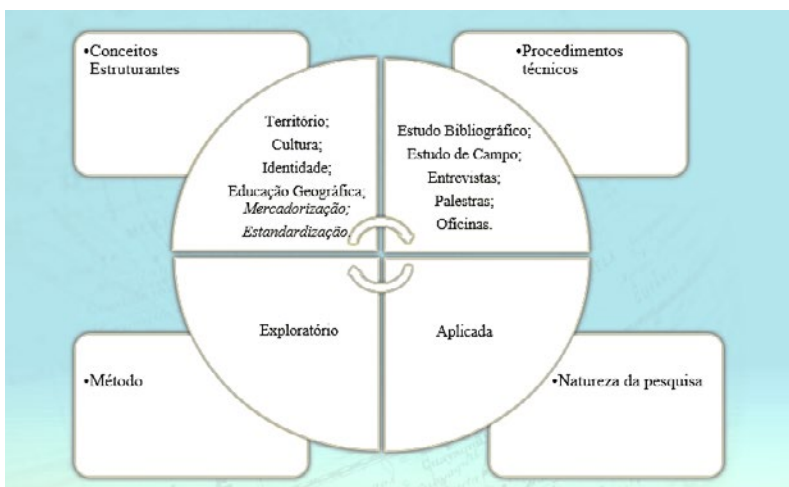 •Conceitos
Estruturantes
•Procedimentos
técnicos
Território;
Cultura;
Identidade;
Educação Geográfica;
Mercadorização;
Estandardização.
Estudo Bibliográfico;
Estudo de Campo;
Entrevistas;
Palestras;
Oficinas.
Exploratório
Aplicada
•Método
•Natureza da pesquisa